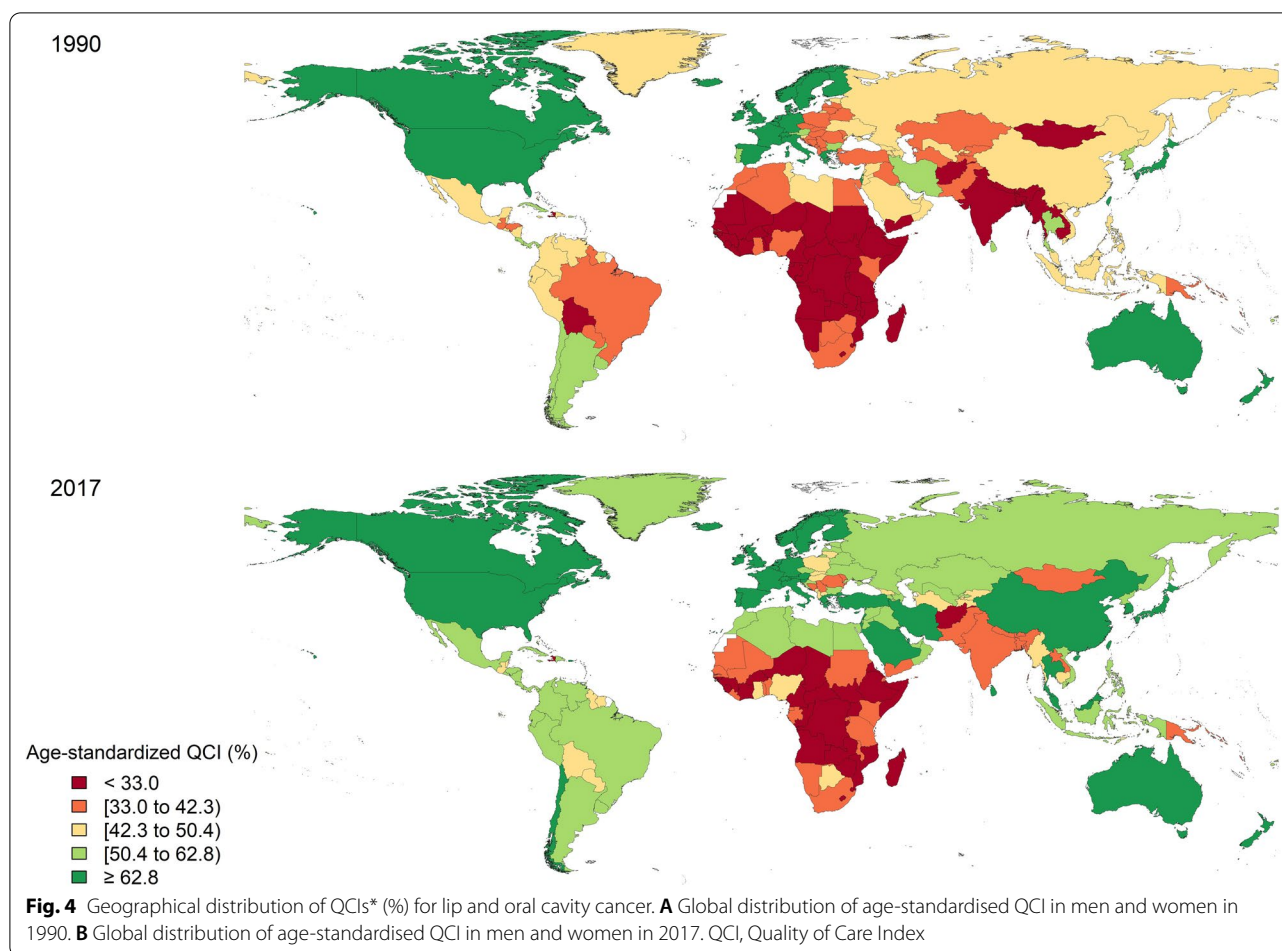 1990
2017
Age-standardized QCI (%)
< 33.0
[33.0 to 42.3)
[42.3 to 50.4)
[50.4 to 62.8)
≥ 62.8
Fig. 4 Geographical distribution of QCIs* (%) for lip and oral cavity cancer. A Global distribution of age-standardised QCI in men and women in
1990. B Global distribution of age-standardised QCI in men and women in 2017. QCI, Quality of Care Index